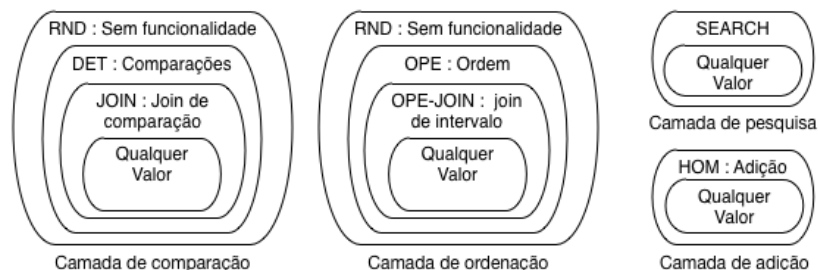 RND : Sem funcionalidade
DET : Comparações
JOIN : Join de
comparação
Qualquer
Valor
Camada de comparação
RND : Sem funcionalidade
OPE : Ordem
OPE-JOIN : join
de intervalo
Qualquer
Valor
Camada de ordenação
SEARCH
Qualquer
Valor
Camada de pesquisa
HOM : Adição
Qualquer
Valor
Camada de adição